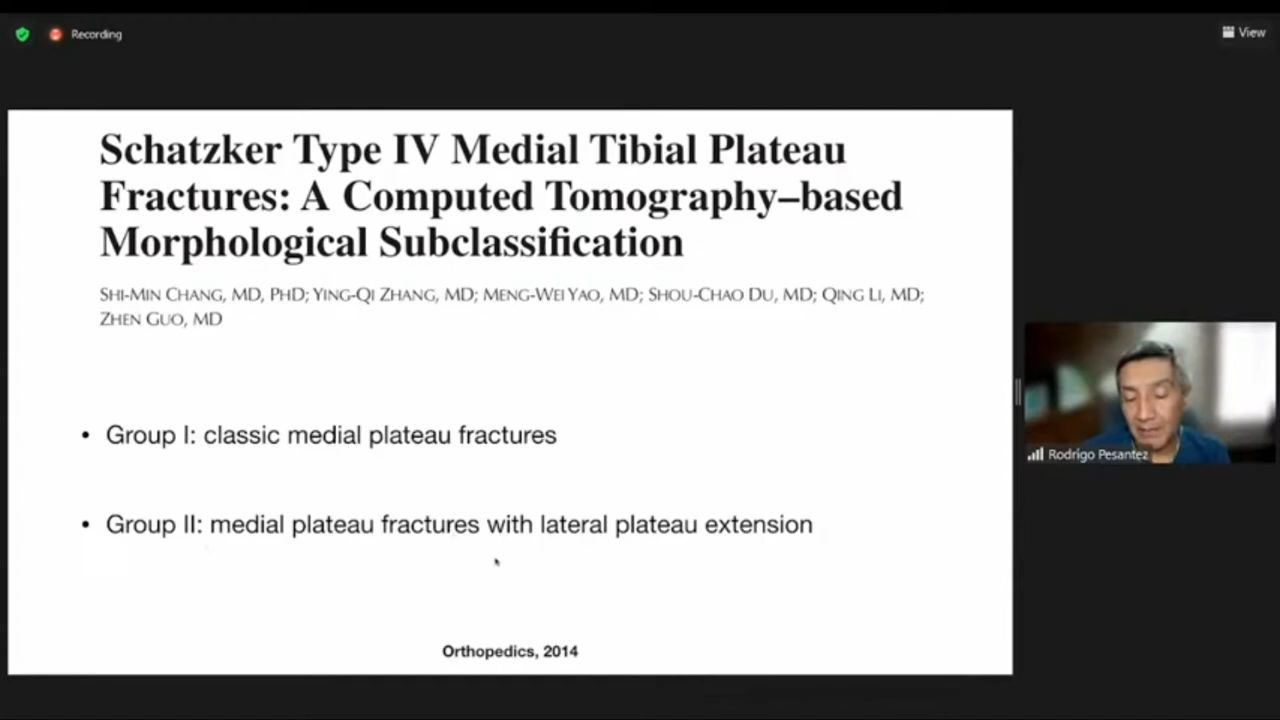 Recording
View
Schatzker Type IV Medial Tibial Plateau
Fractures: A Computed Tomography–based
Morphological Subclassification
SHI-MIN CHANG, MD, PHD; YING-QI ZHANG, MD; MENG-WEI YAO, MD; SHOU-CHAO DU, MD; QING LI, MD;
ZHEN GUO, MD
• Group I: classic medial plateau fractures
• Group II: medial plateau fractures with lateral plateau extension
Orthopedics, 2014
Rodrigo Pesantez